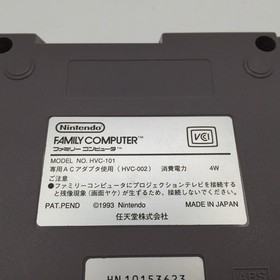 Nintendo
FAMILY COMPUTER™
ファミリー コンピュータ™
VCI
MODEL NO. HVC-101
専用ACアダプタ使用（HVC-002） 消費電力 4W
ご注意
●ファミリーコンピュータにプロジェクションテレビを接続する
と残像現象（画面ヤケ）が生ずるため、接続しないでください。
PAT.PEND ©1993 Nintendo MADE IN JAPAN
任天堂株式会社
HN10153623
ABS